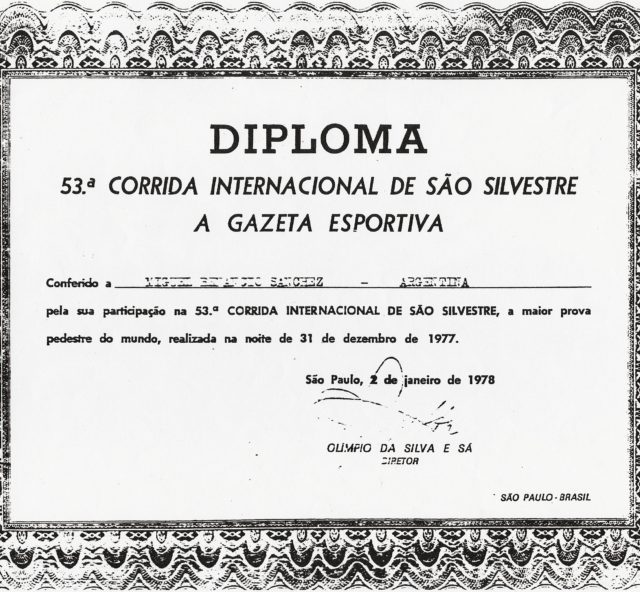 DIPLOMA
53.ª CORRIDA INTERNACIONAL DE SÃO SILVESTRE
A GAZETA ESPORTIVA
Conferido a MIGUEL BENANCIO SANCHEZ - ARGENTINA
pela sua participação na 53.ª CORRIDA INTERNACIONAL DE SÃO SILVESTRE, a maior prova
pedestre do mundo, realizada na noite de 31 de dezembro de 1977.
São Paulo, 2 de janeiro de 1978
OLIMPIO DA SILVA E SÁ
DIRETOR
SÃO PAULO - BRASIL